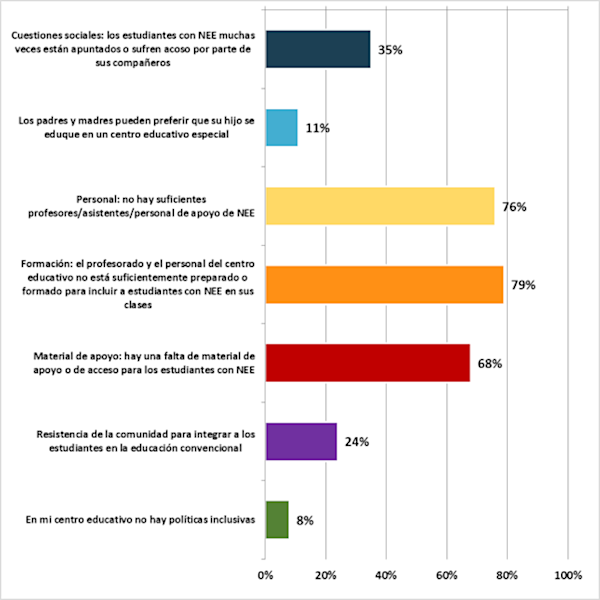 Cuestiones sociales: los estudiantes con NEE muchas
veces están apuntados o sufren acoso por parte de
sus compañeros
35%
Los padres y madres pueden preferir que su hijo se
eduque en un centro educativo especial
11%
Personal: no hay suficientes
profesores/asistentes/personal de apoyo de NEE
76%
Formación: el profesorado y el personal del centro
educativo no está suficientemente preparado o
formado para incluir a estudiantes con NEE en sus
clases
79%
Material de apoyo: hay una falta de material de
apoyo o de acceso para los estudiantes con NEE
68%
Resistencia de la comunidad para integrar a los
estudiantes en la educación convencional
24%
En mi centro educativo no hay políticas inclusivas
8%
0% 20% 40% 60% 80% 100%